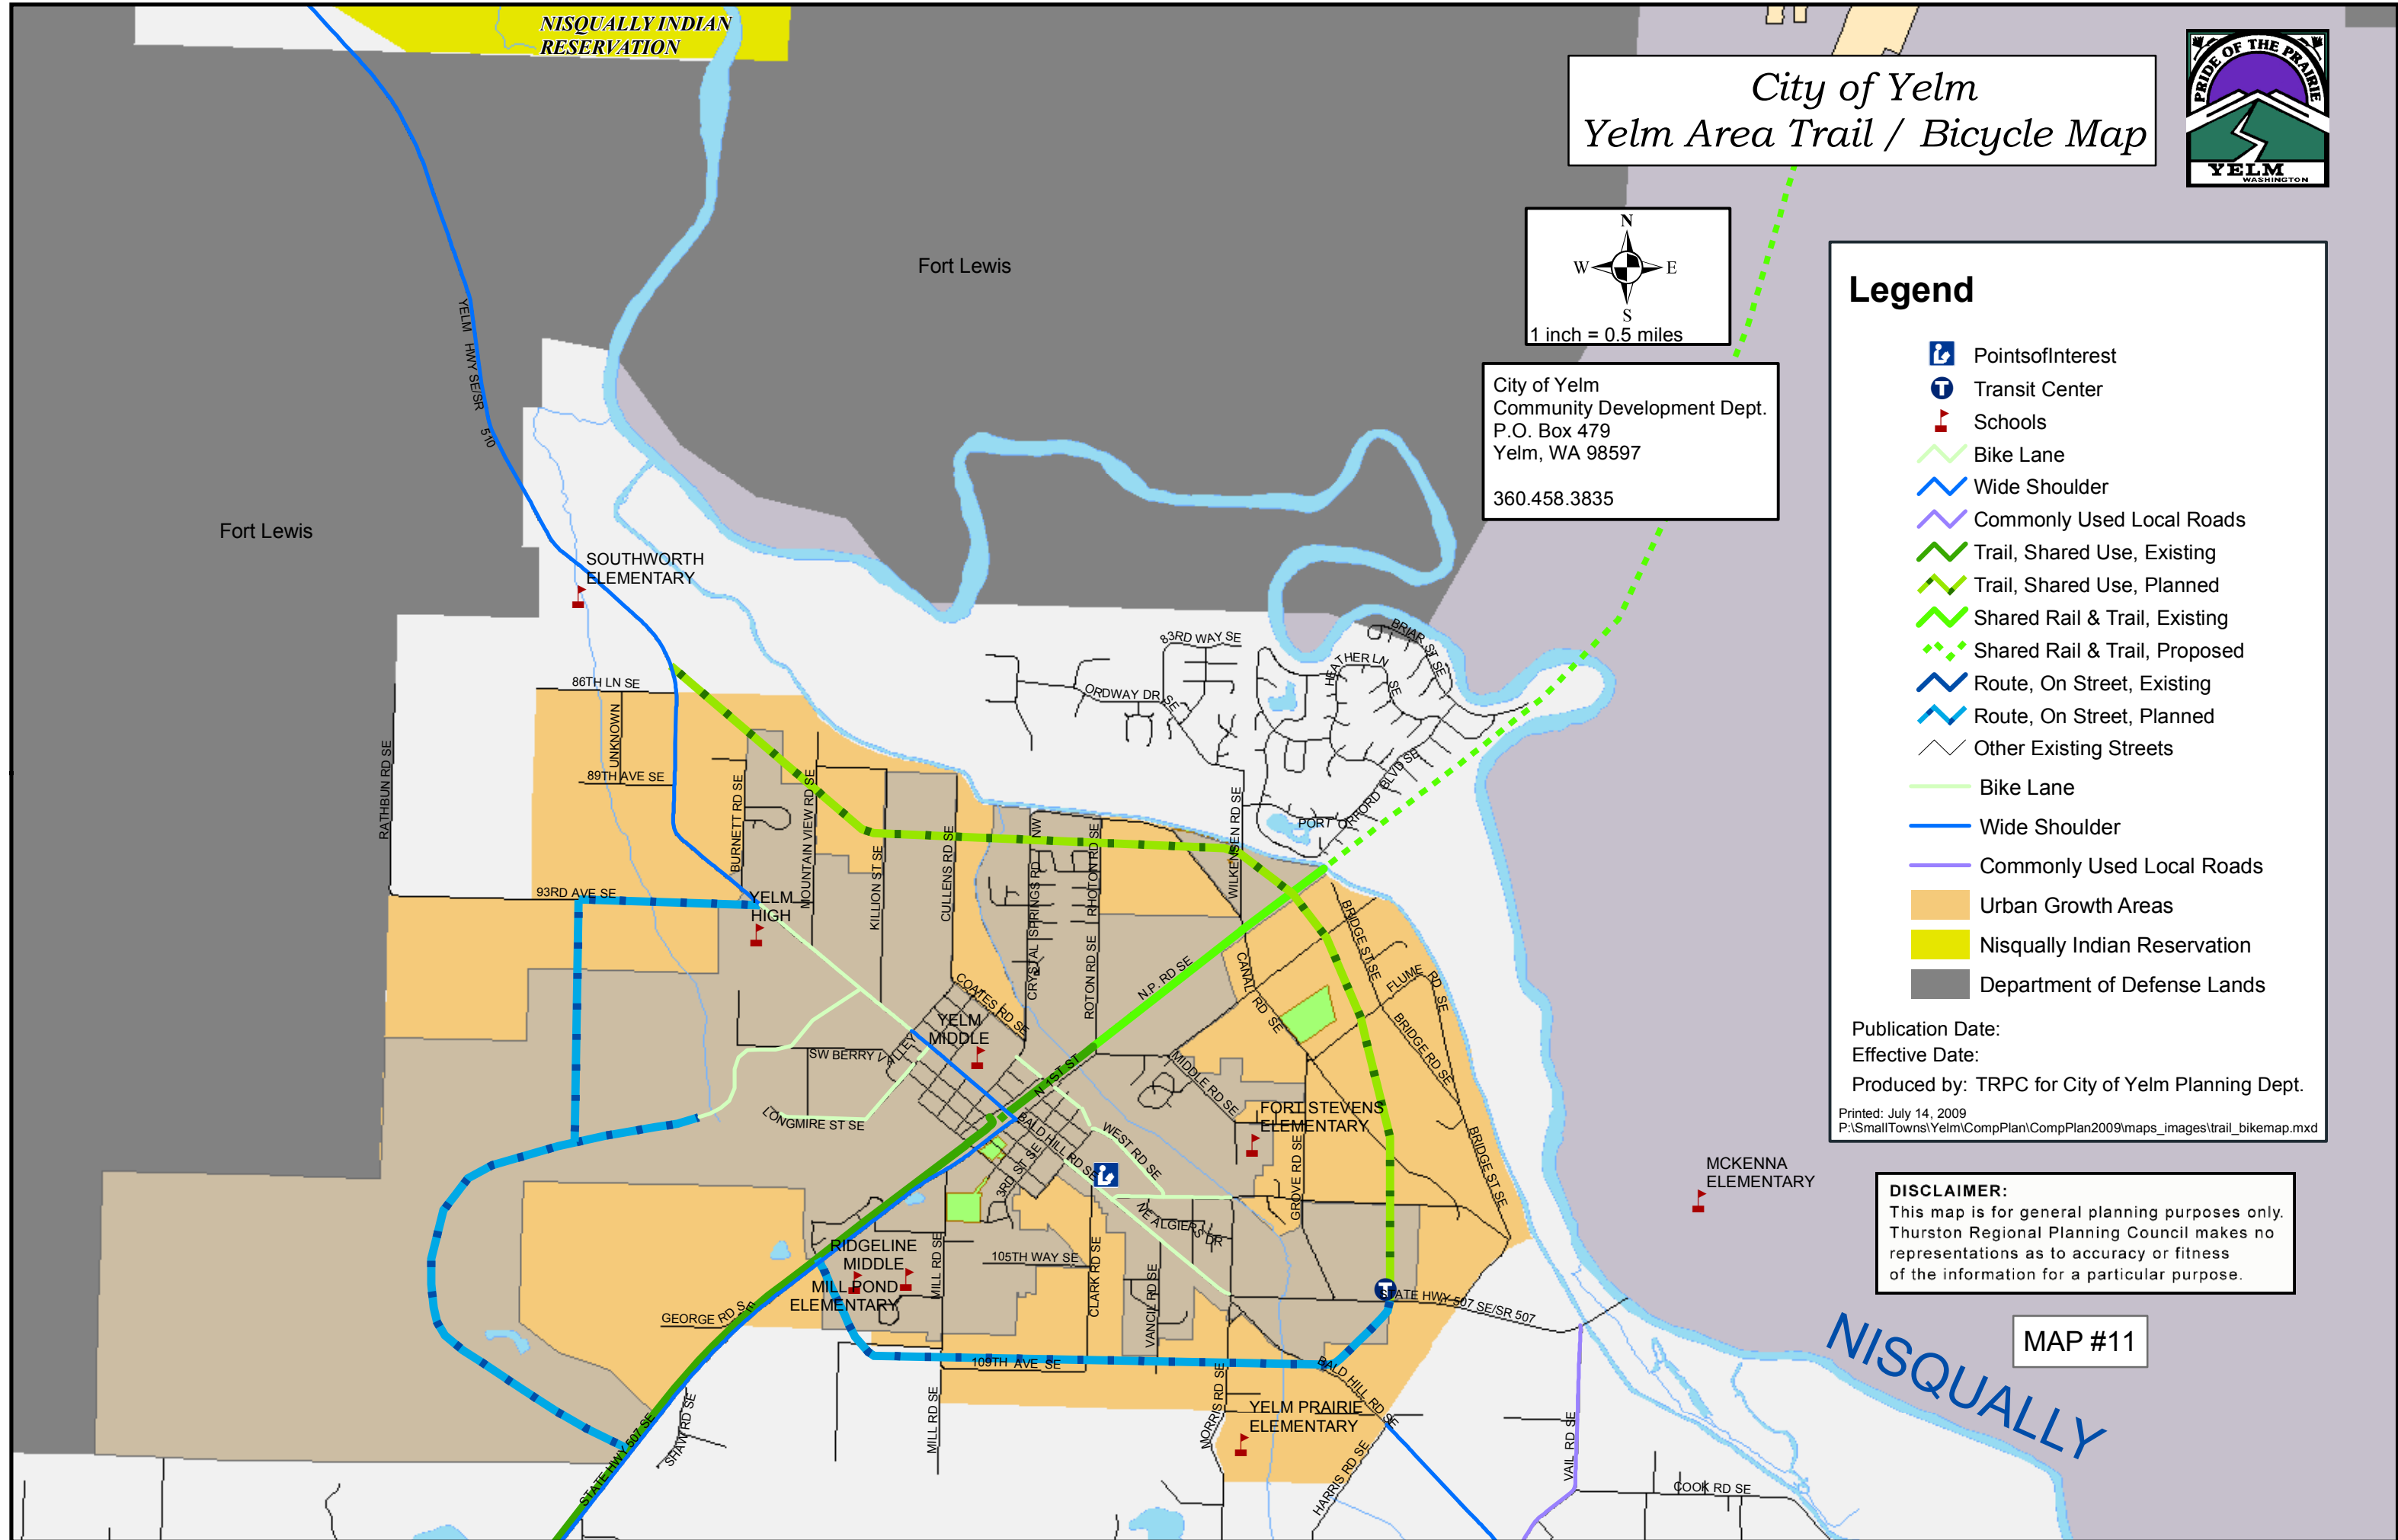 NISQUALLY INDIAN
RESERVATION
City of Yelm
Yelm Area Trail / Bicycle Map
PRIDE OF THE PRAIRIE
YELM
WASHINGTON
N
W
E
S
1 inch = 0.5 miles
City of Yelm
Community Development Dept.
P.O. Box 479
Yelm, WA 98597
360.458.3835
Legend
PointsofInterest
T
Transit Center
Schools
Bike Lane
Wide Shoulder
Commonly Used Local Roads
Trail, Shared Use, Existing
Trail, Shared Use, Planned
Shared Rail & Trail, Existing
Shared Rail & Trail, Proposed
Route, On Street, Existing
Route, On Street, Planned
Other Existing Streets
Bike Lane
Wide Shoulder
Commonly Used Local Roads
Urban Growth Areas
Nisqually Indian Reservation
Department of Defense Lands
Publication Date:
Effective Date:
Produced by: TRPC for City of Yelm Planning Dept.
Printed: July 14, 2009
P:\SmallTowns\Yelm\CompPlan\CompPlan2009\maps_images\trail_bikemap.mxd
DISCLAIMER:
This map is for general planning purposes only.
Thurston Regional Planning Council makes no
representations as to accuracy or fitness
of the information for a particular purpose.
MAP #11
NISQUALLY
Fort Lewis
Fort Lewis
YELM HWY SE/SR 510
SOUTHWORTH
ELEMENTARY
83RD WAY SE
BRIAR ST SE
HEATHER LN SE
ORDWAY DR SE
86TH LN SE
UNKNOWN
89TH AVE SE
RATHBUN RD SE
BURNETT RD SE
MOUNTAIN VIEW RD SE
KILLION ST SE
CULLENS RD SE
CRYSTAL SPRINGS RD NW
RHOTON RD SE
ROTON RD SE
WILKENSEN RD SE
PORT ORFORD BLVD SE
93RD AVE SE
YELM
HIGH
BRIDGE ST SE
FLUME RD SE
CANAL RD SE
N.P. RD SE
COATES RD SE
YELM
MIDDLE
SW BERRY VALLEY
LONGMIRE ST SE
N 1ST ST
MIDDLE RD SE
BRIDGE RD SE
FORT STEVENS
ELEMENTARY
BALD HILL RD SE
WEST RD SE
3RD ST SE
GROVE RD SE
BRIDGE ST SE
MCKENNA
ELEMENTARY
NE ALGIERS DR
RIDGELINE
MIDDLE
MILL POND
ELEMENTARY
MILL RD SE
105TH WAY SE
CLARK RD SE
VANCIL RD SE
T
STATE HWY 507 SE/SR 507
GEORGE RD SE
109TH AVE SE
BALD HILL RD SE
MORRIS RD SE
YELM PRAIRIE
ELEMENTARY
MILL RD SE
SHAW RD SE
STATE HWY 507 SE
HARRIS RD SE
VAIL RD SE
COOK RD SE